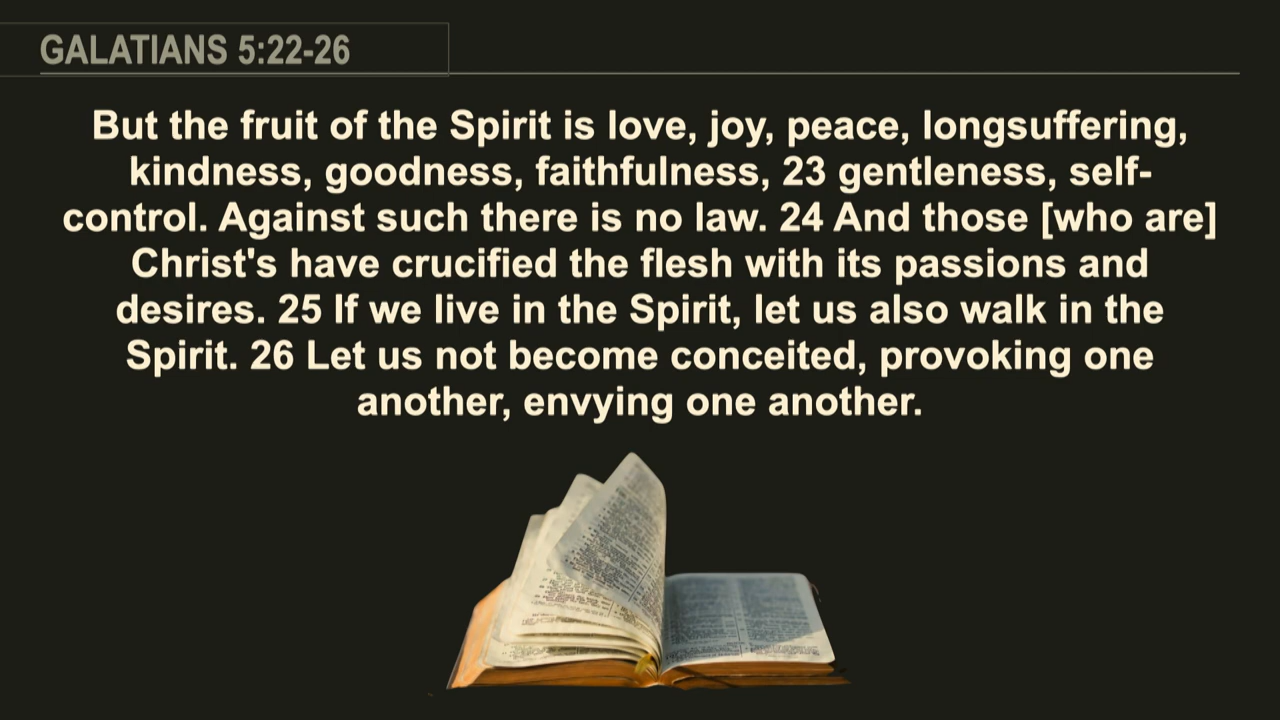 GALATIANS 5:22-26
But the fruit of the Spirit is love, joy, peace, longsuffering,
kindness, goodness, faithfulness, 23 gentleness, self-
control. Against such there is no law. 24 And those [who are]
Christ's have crucified the flesh with its passions and
desires. 25 If we live in the Spirit, let us also walk in the
Spirit. 26 Let us not become conceited, provoking one
another, envying one another.